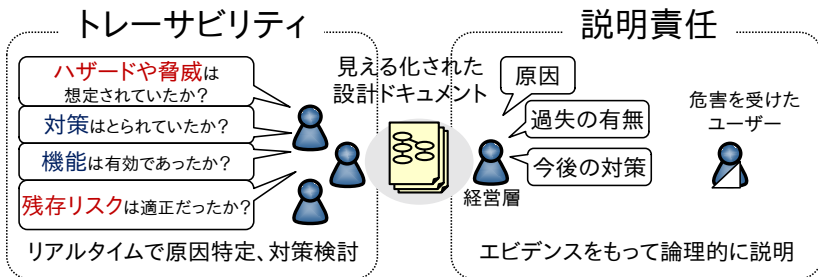 トレーサビリティ
ハザードや脅威は
想定されていたか?
対策はとられていたか?
機能は有効であったか?
残存リスクは適正だったか?
リアルタイムで原因特定、対策検討
見える化された
設計ドキュメント
説明責任
原因
過失の有無
今後の対策
経営層
危害を受けた
ユーザー
エビデンスをもって論理的に説明